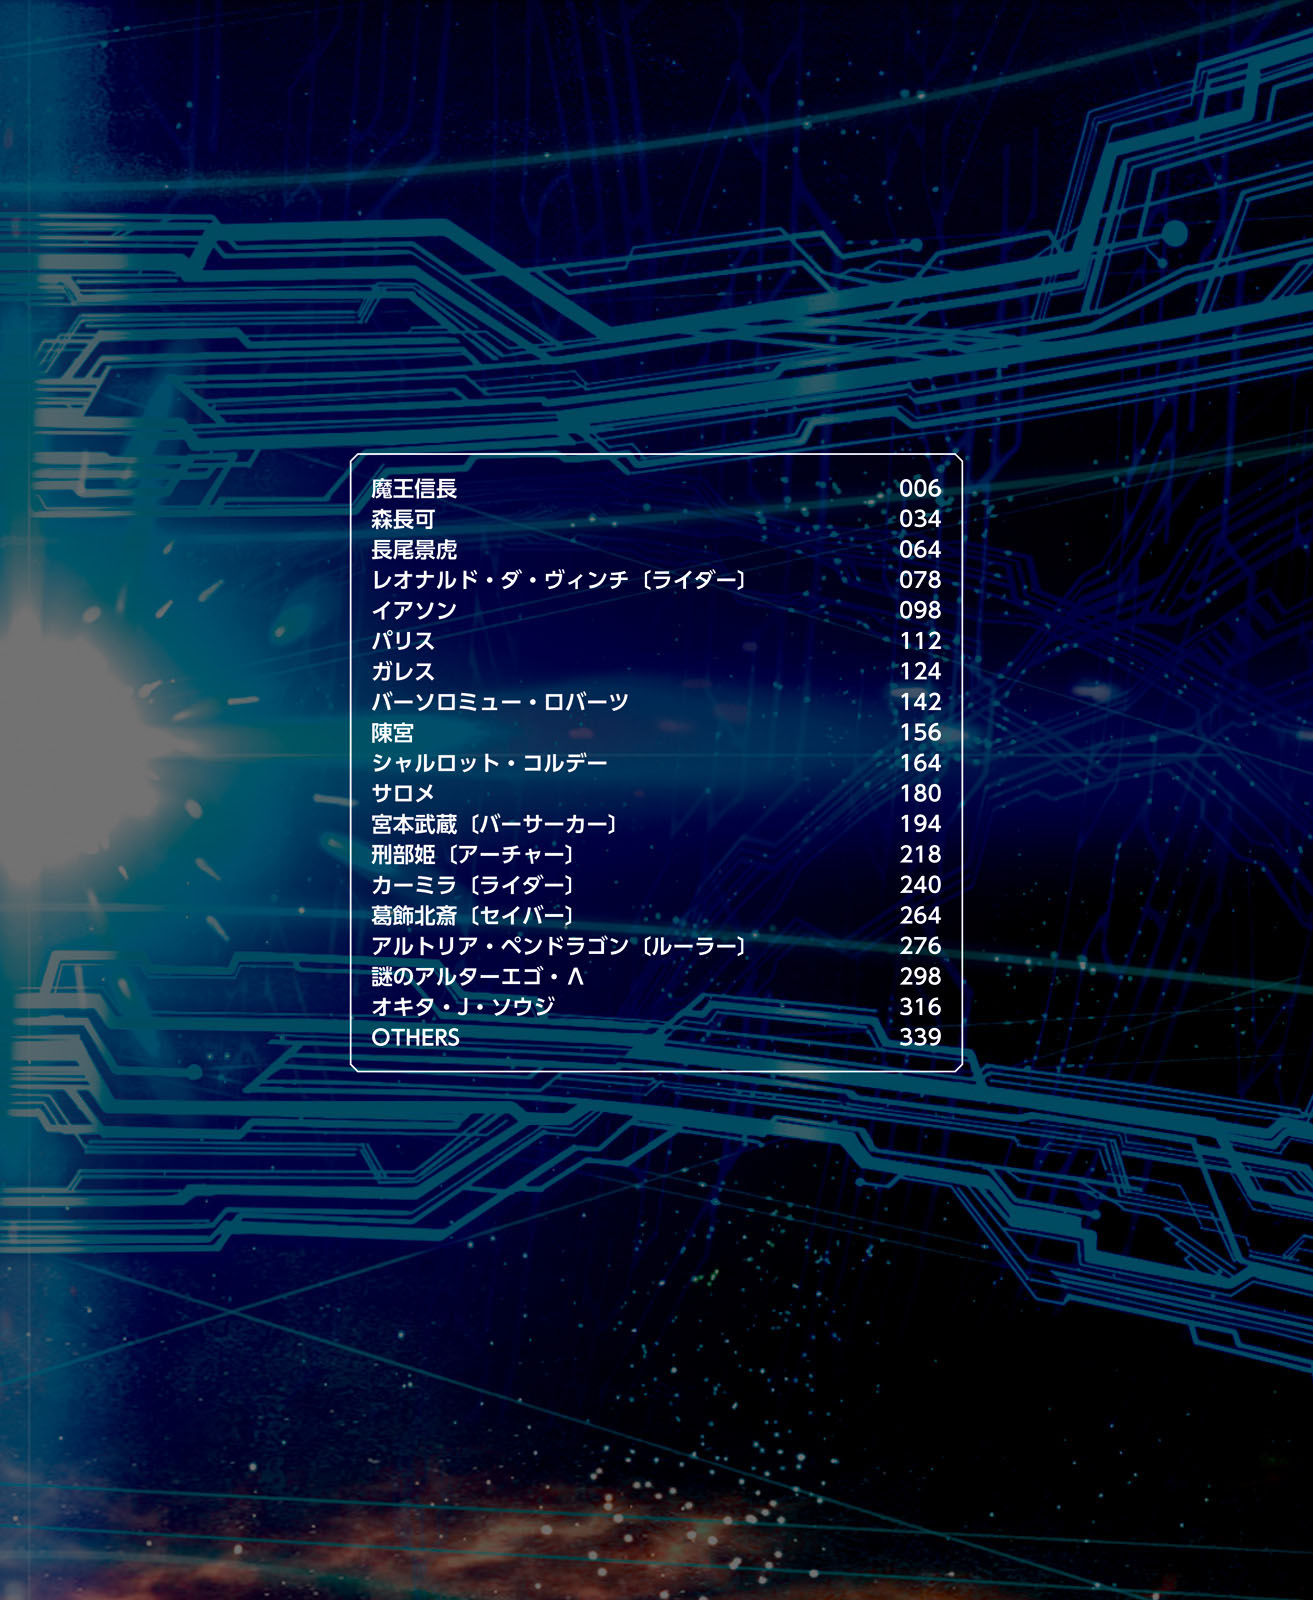 魔王信長 006
森長可 034
長尾景虎 064
レオナルド・ダ・ヴィンチ〔ライダー〕 078
イアソン 098
パリス 112
ガレス 124
バーソロミュー・ロバーツ 142
陳宮 156
シャルロット・コルデー 164
サロメ 180
宮本武蔵〔バーサーカー〕 194
刑部姫〔アーチャー〕 218
カーミラ〔ライダー〕 240
葛飾北斎〔セイバー〕 264
アルトリア・ペンドラゴン〔ルーラー〕 276
謎のアルターエゴ・Λ 298
オキタ・J・ソウジ 316
OTHERS 339